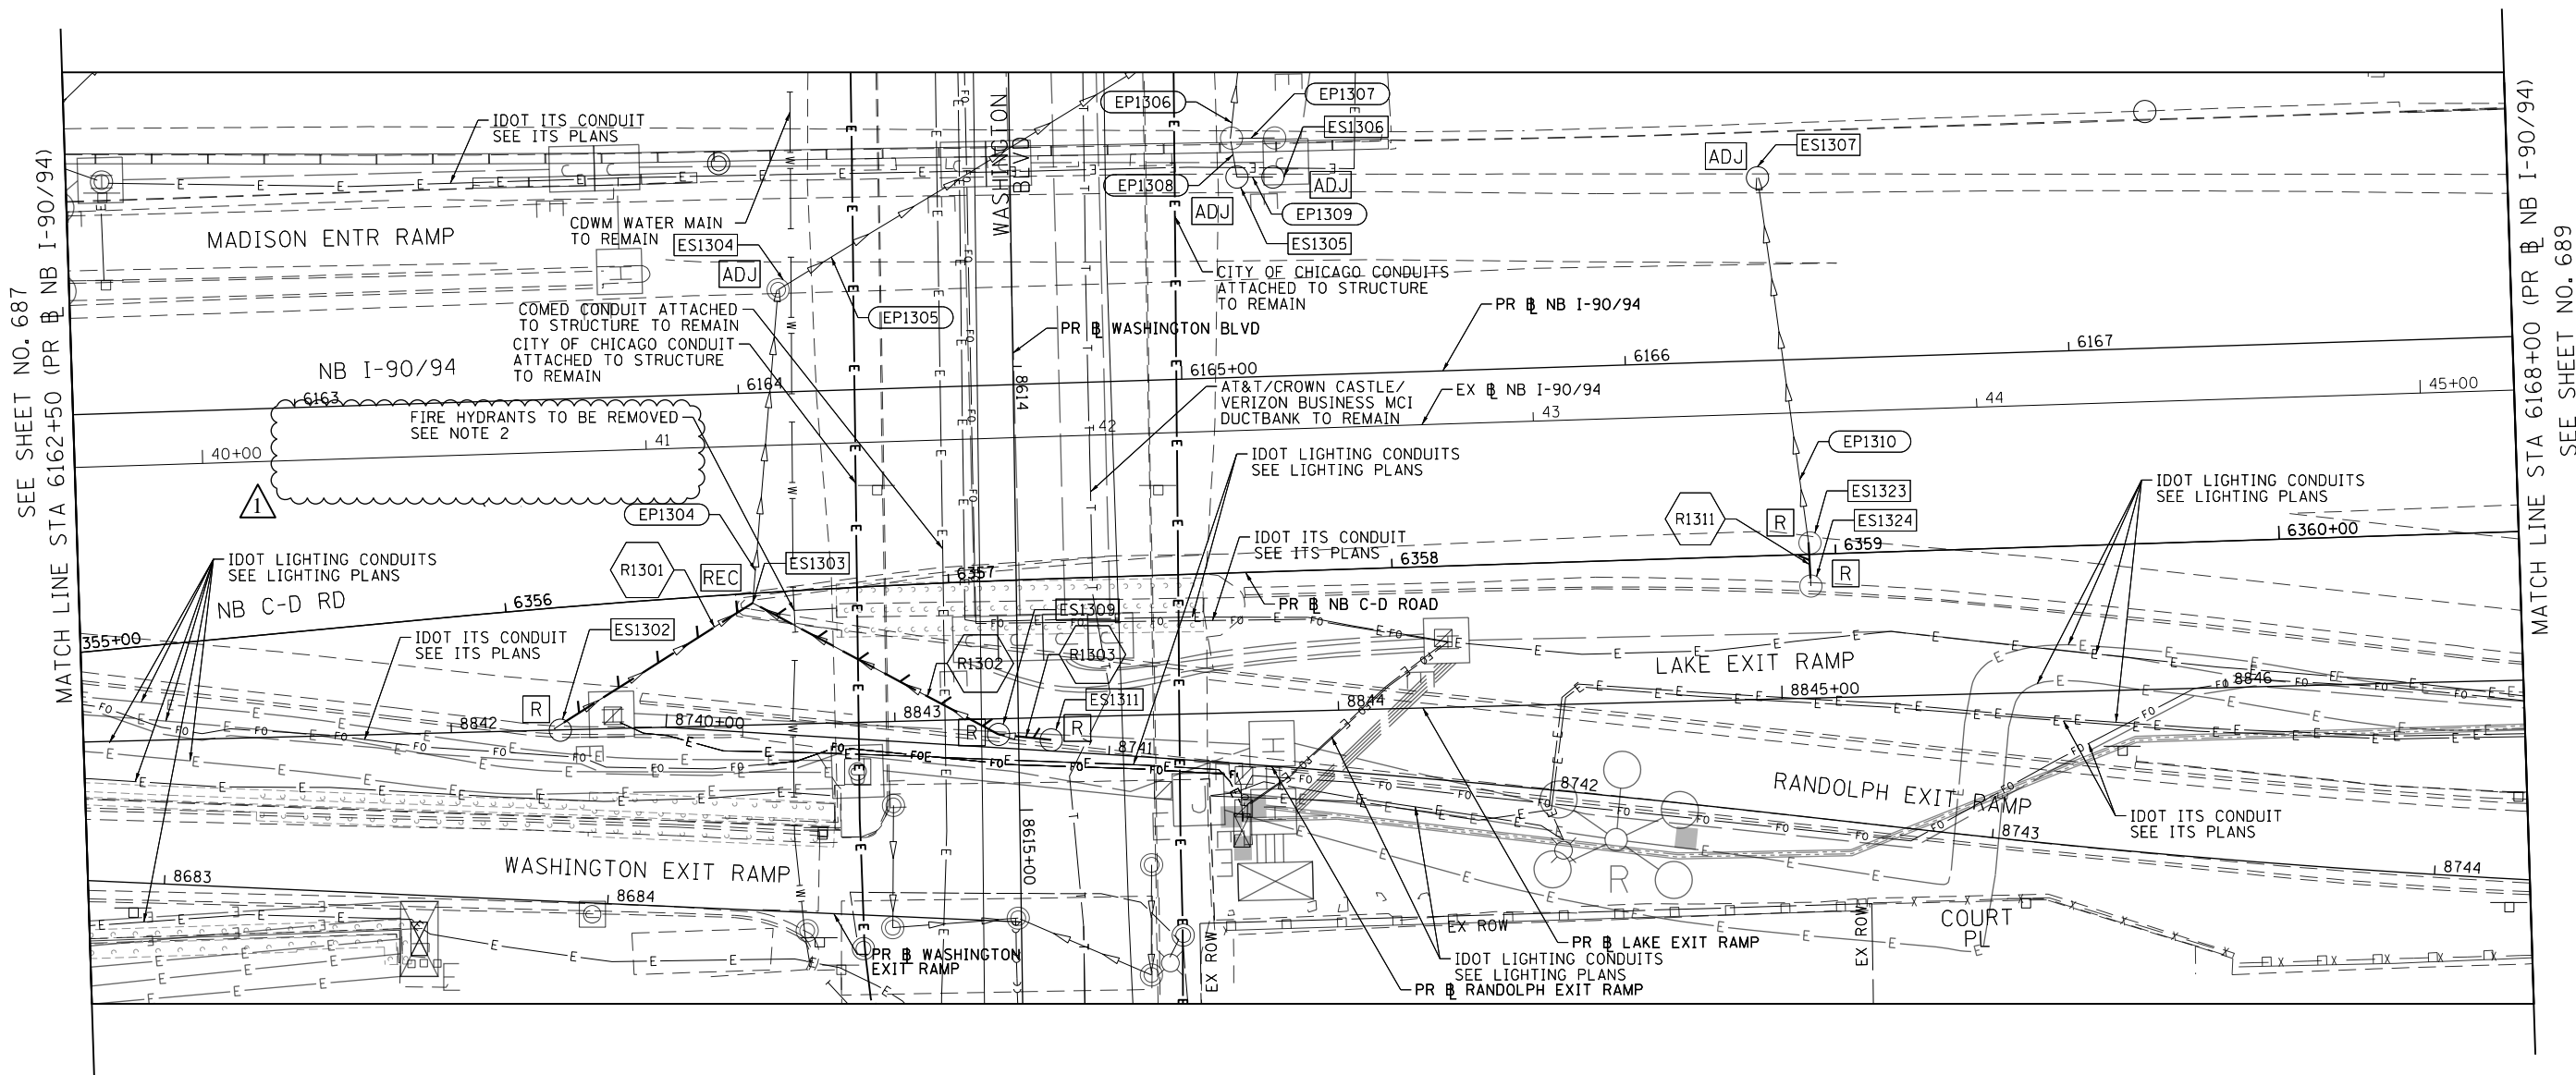 SEE SHEET NO. 687
MATCH LINE STA 6162+50 (PR BL NB I-90/94)
IDOT ITS CONDUIT
SEE ITS PLANS
MADISON ENTR RAMP
CDWM WATER MAIN
TO REMAIN
ES1304
ADJ
EP1305
COMED CONDUIT ATTACHED
TO STRUCTURE TO REMAIN
CITY OF CHICAGO CONDUIT
ATTACHED TO STRUCTURE
TO REMAIN
WASHINGTON
BLVD
PR BL WASHINGTON BLVD
EP1306
EP1307
ES1306
EP1308
ADJ
ADJ
EP1309
ES1305
CITY OF CHICAGO CONDUITS
ATTACHED TO STRUCTURE
TO REMAIN
PR BL NB I-90/94
ADJ
ES1307
NB I-90/94
6163
6164
6165+00
6166
6167
8614
AT&T/CROWN CASTLE/
VERIZON BUSINESS MCI
DUCTBANK TO REMAIN
EX BL NB I-90/94
40+00
41
42
43
44
45+00
FIRE HYDRANTS TO BE REMOVED
SEE NOTE 2
1
EP1304
IDOT LIGHTING CONDUITS
SEE LIGHTING PLANS
EP1310
ES1323
ES1324
R1311
R
R
IDOT LIGHTING CONDUITS
SEE LIGHTING PLANS
IDOT LIGHTING CONDUITS
SEE LIGHTING PLANS
NB C-D RD
R1301
REC
ES1303
IDOT ITS CONDUIT
SEE ITS PLANS
355+00
6356
6357
6358
6359
6360+00
PR BL NB C-D ROAD
ES1302
R
IDOT ITS CONDUIT
SEE ITS PLANS
ES1309
R1302
R1303
ES1311
R
R
LAKE EXIT RAMP
8842
8843
8844
8845+00
8846
8740+00
8741
8742
8743
8744
RANDOLPH EXIT RAMP
IDOT ITS CONDUIT
SEE ITS PLANS
WASHINGTON EXIT RAMP
8683
8684
8615+00
PR BL WASHINGTON
EXIT RAMP
EX ROW
EX ROW
EX ROW
PR BL LAKE EXIT RAMP
IDOT LIGHTING CONDUITS
SEE LIGHTING PLANS
PR BL RANDOLPH EXIT RAMP
R
COURT
PL
MATCH LINE STA 6168+00 (PR BL NB I-90/94)
SEE SHEET NO. 689